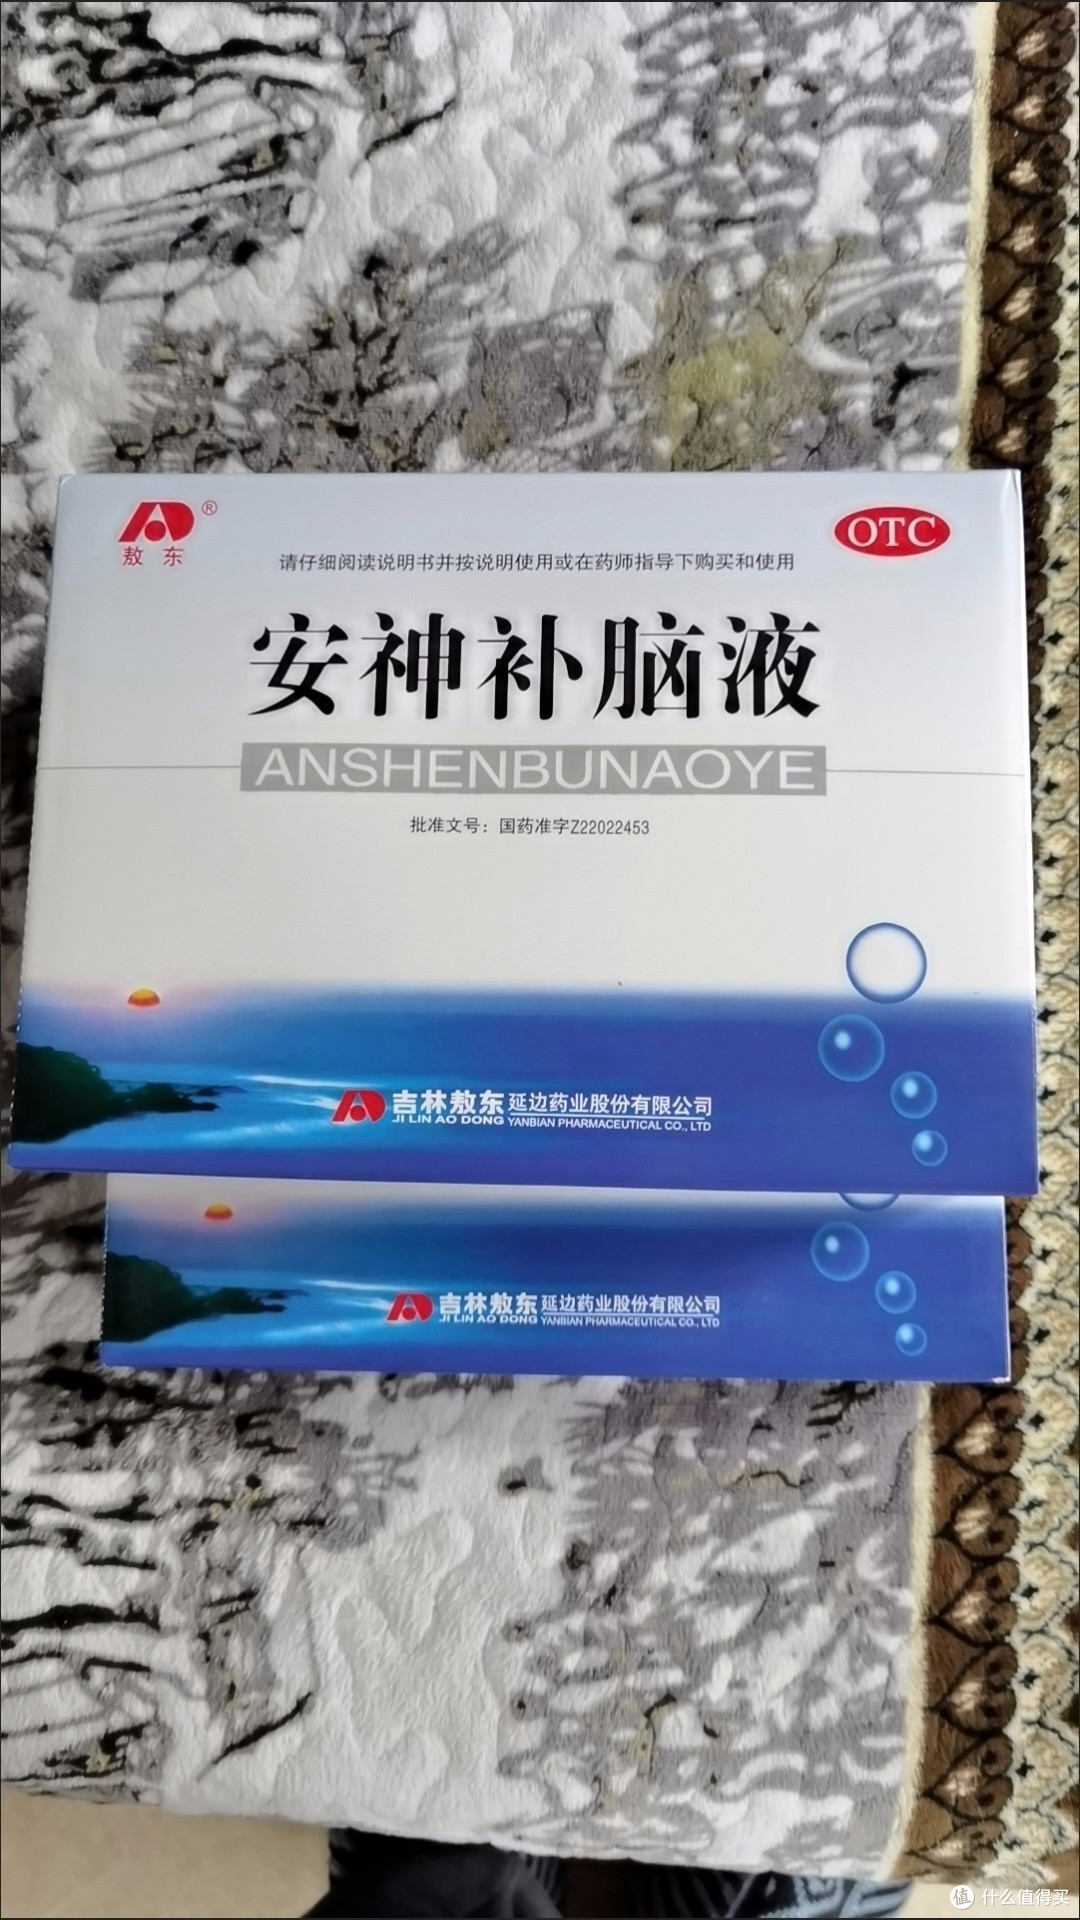 敖东
®
OTC
请仔细阅读说明书并按说明使用或在药师指导下购买和使用
安神补脑液
ANSHENBUNAOYE
批准文号：国药准字Z22022453
吉林敖东 延边药业股份有限公司
JI LIN AO DONG YANBIAN PHARMACEUTICAL CO., LTD
吉林敖东 延边药业股份有限公司
JI LIN AO DONG YANBIAN PHARMACEUTICAL CO., LTD
值 什么值得买